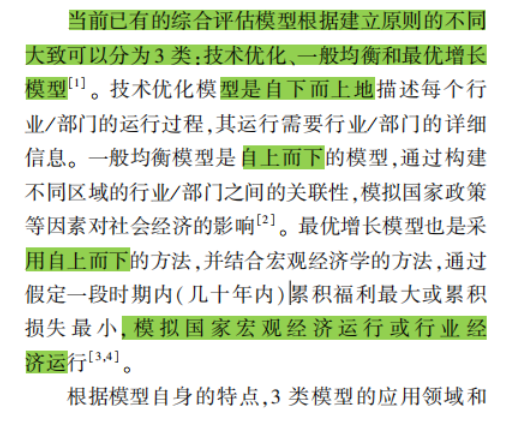 当前已有的综合评估模型根据建立原则的不同
大致可以分为3类:技术优化、一般均衡和最优增长
模型[1]。技术优化模型是自下而上地描述每个行
业/部门的运行过程,其运行需要行业/部门的详细
信息。一般均衡模型是自上而下的模型,通过构建
不同区域的行业/部门之间的关联性,模拟国家政策
等因素对社会经济的影响[2]。最优增长模型也是采
用自上而下的方法,并结合宏观经济学的方法,通过
假定一段时期内(几十年内)累积福利最大或累积
损失最小,模拟国家宏观经济运行或行业经
济运行[3,4]。
根据模型自身的特点,3类模型的应用领域和